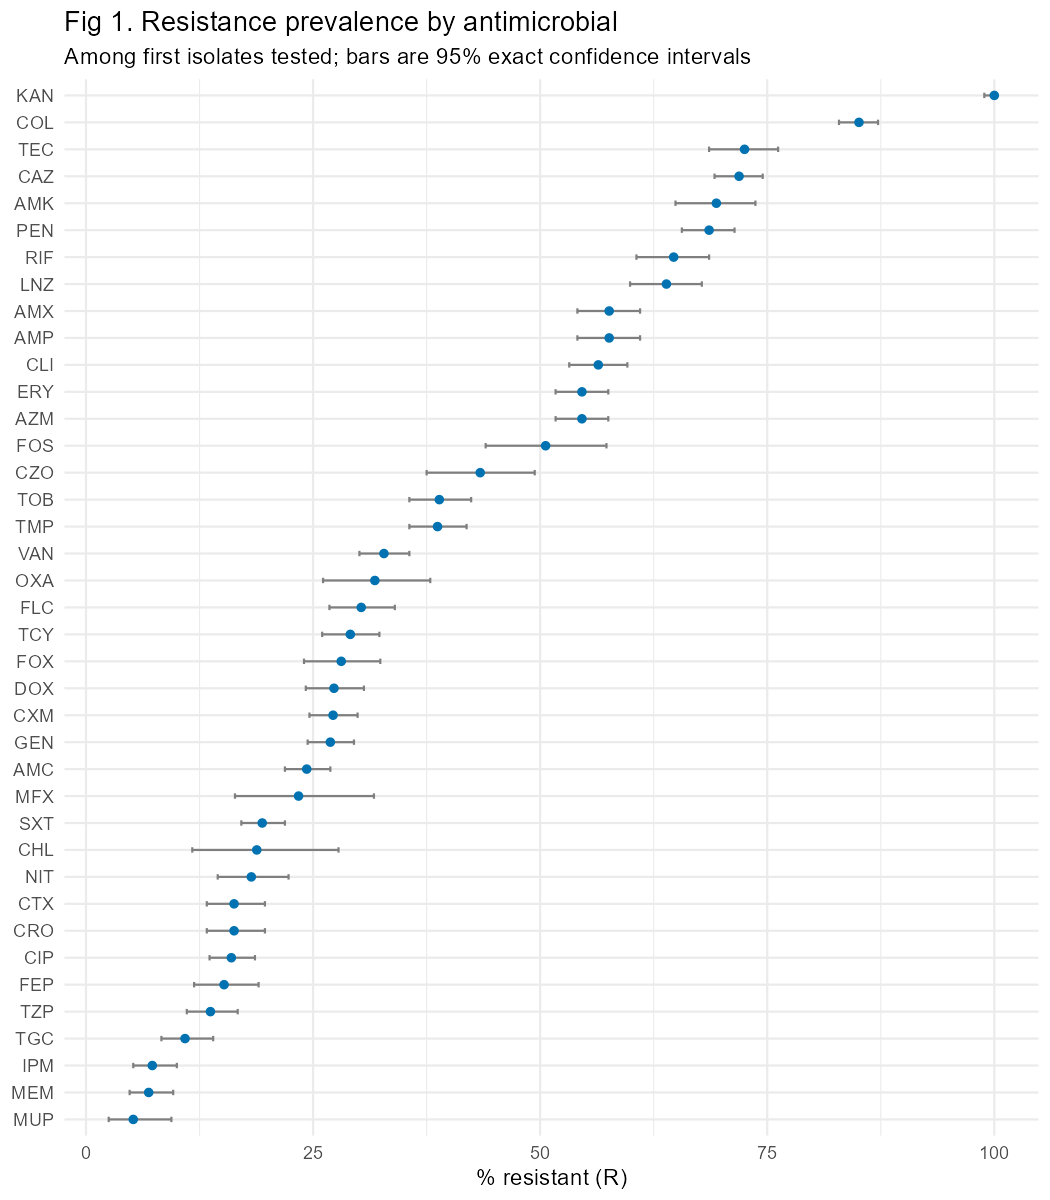 Fig 1. Resistance prevalence by antimicrobial
Among first isolates tested; bars are 95% exact confidence intervals
KAN
COL
TEC
CAZ
AMK
PEN
RIF
LNZ
AMX
AMP
CLI
ERY
AZM
FOS
CZO
TOB
TMP
VAN
OXA
FLC
TCY
FOX
DOX
CXM
GEN
AMC
MFX
SXT
CHL
NIT
CTX
CRO
CIP
FEP
TZP
TGC
IPM
MEM
MUP
0 25 50 75 100
% resistant (R)